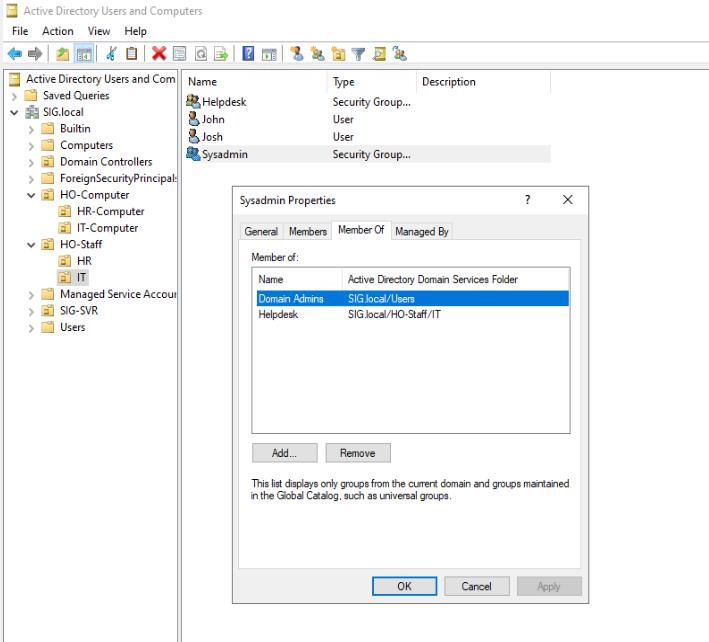 Active Directory Users and Computers
File Action View Help
Active Directory Users and Com
Saved Queries
SIG.local
Builtin
Computers
Domain Controllers
ForeignSecurityPrincipals
HO-Computer
HR-Computer
IT-Computer
HO-Staff
HR
IT
Managed Service Accour
SIG-SVR
Users
Name Type Description
Helpdesk Security Group...
John User
Josh User
Sysadmin Security Group...
Sysadmin Properties ? X
General Members Member Of Managed By
Member of:
Name Active Directory Domain Services Folder
Domain Admins SIG.local/Users
Helpdesk SIG.local/HO-Staff/IT
Add... Remove
This list displays only groups from the current domain and groups maintained
in the Global Catalog, such as universal groups.
OK Cancel Apply